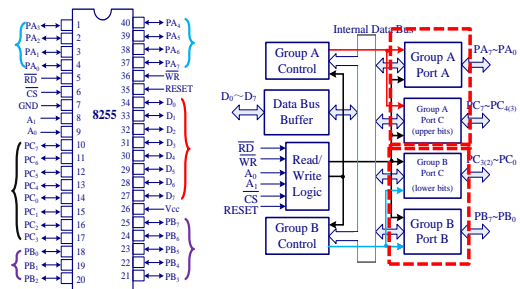 PA₃ 1 40 PA₄
PA₂ 2 39 PA₅
PA₁ 3 38 PA₆
PA₀ 4 37 PA₇
R̅D̅ 5 36 W̅R̅
C̅S̅ 6 35 RESET
GND 7 34 D₀
8255
A₁ 8 33 D₁
A₀ 9 32 D₂
PC₇ 10 31 D₃
PC₆ 11 30 D₄
PC₅ 12 29 D₅
PC₄ 13 28 D₆
PC₀ 14 27 D₇
PC₁ 15 26 Vcc
PC₂ 16 25 PB₇
PC₃ 17 24 PB₆
PB₀ 18 23 PB₅
PB₁ 19 22 PB₄
PB₂ 20 21 PB₃
Internal Data Bus
Group A
Control
Group A
Port A
PA₇~PA₀
D₀~D₇
Data Bus
Buffer
Group A
Port C
(upper bits)
PC₇~PC₄₍₃₎
R̅D̅
W̅R̅
A₀
A₁
C̅S̅
RESET
Read/
Write
Logic
Group B
Port C
(lower bits)
PC₃₍₂₎~PC₀
Group B
Control
Group B
Port B
PB₇~PB₀